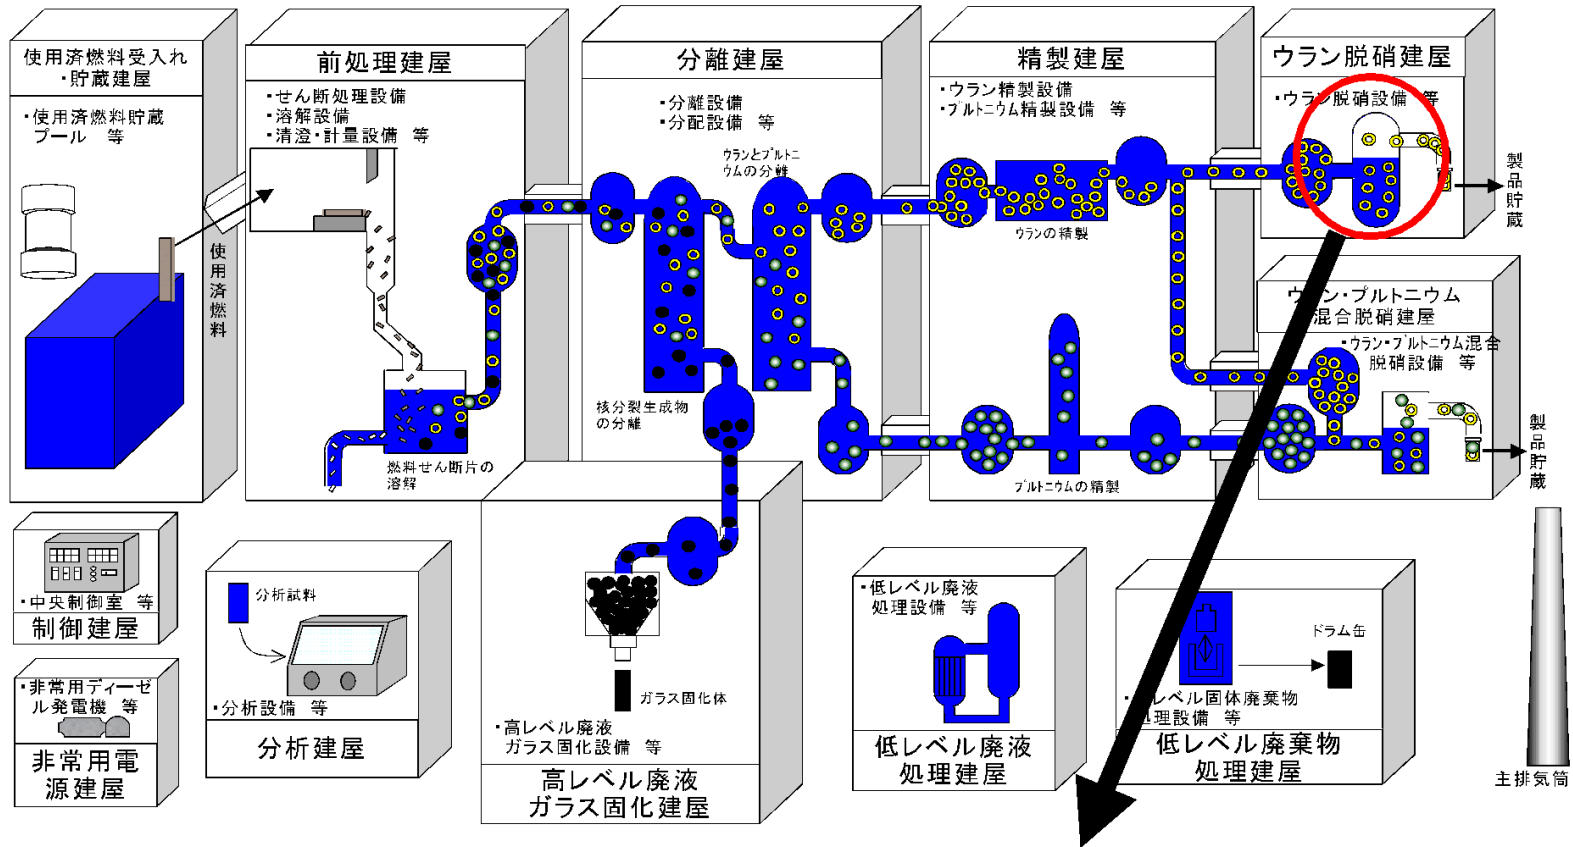 使用済燃料受入れ
・貯蔵建屋
・使用済燃料貯蔵
プール 等
使用済燃料
前処理建屋
・せん断処理設備
・溶解設備
・清澄・計量設備 等
燃料せん断片の
溶解
分離建屋
・分離設備
・分配設備 等
ウランとプルトニ
ウムの分離
核分裂生成物
の分離
精製建屋
・ウラン精製設備
・プルトニウム精製設備 等
ウランの精製
プルトニウムの精製
ウラン脱硝建屋
・ウラン脱硝設備 等
製品貯蔵
ウラン・プルトニウム
混合脱硝建屋
・ウラン・プルトニウム混合
脱硝設備 等
製品貯蔵
・中央制御室 等
制御建屋
・非常用ディーゼ
ル発電機 等
非常用電
源建屋
分析試料
・分析設備 等
分析建屋
ガラス固化体
・高レベル廃液
ガラス固化設備 等
高レベル廃液
ガラス固化建屋
・低レベル廃液
処理設備 等
低レベル廃液
処理建屋
ドラム缶
レベル固体廃棄物
処理設備 等
低レベル廃棄物
処理建屋
主排気筒